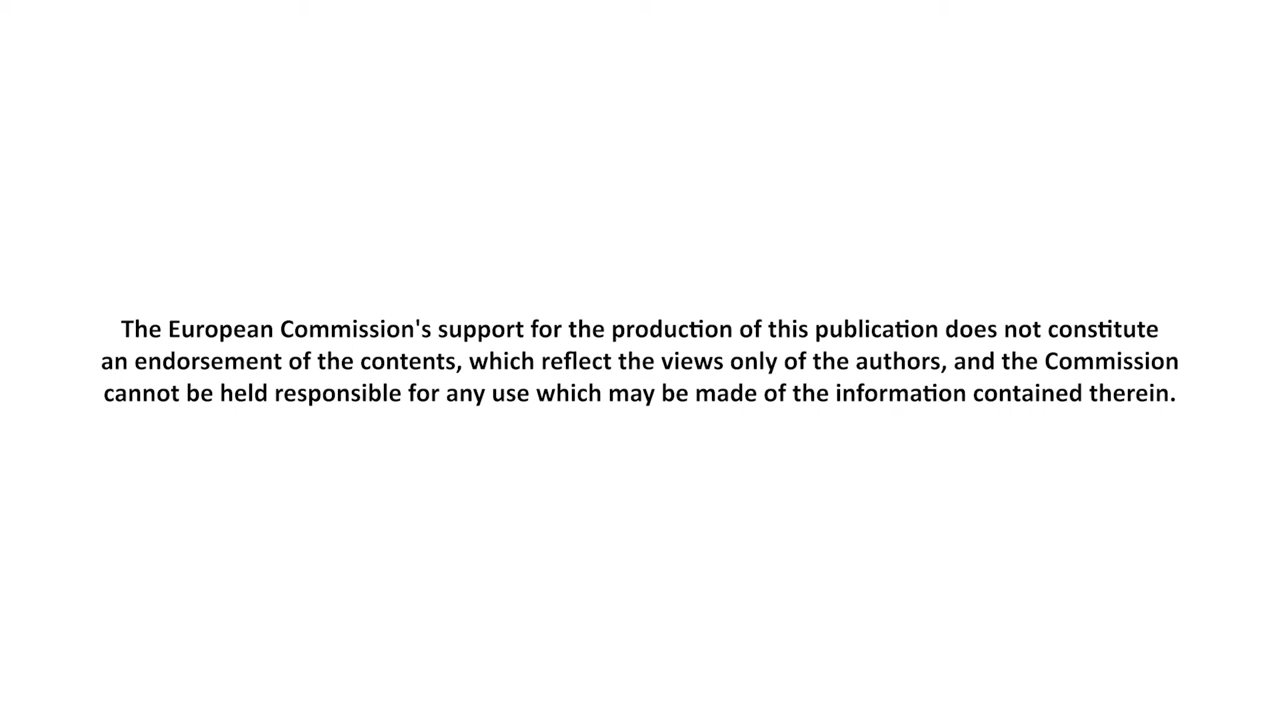 The European Commission's support for the production of this publication does not constitute
an endorsement of the contents, which reflect the views only of the authors, and the Commission
cannot be held responsible for any use which may be made of the information contained therein.